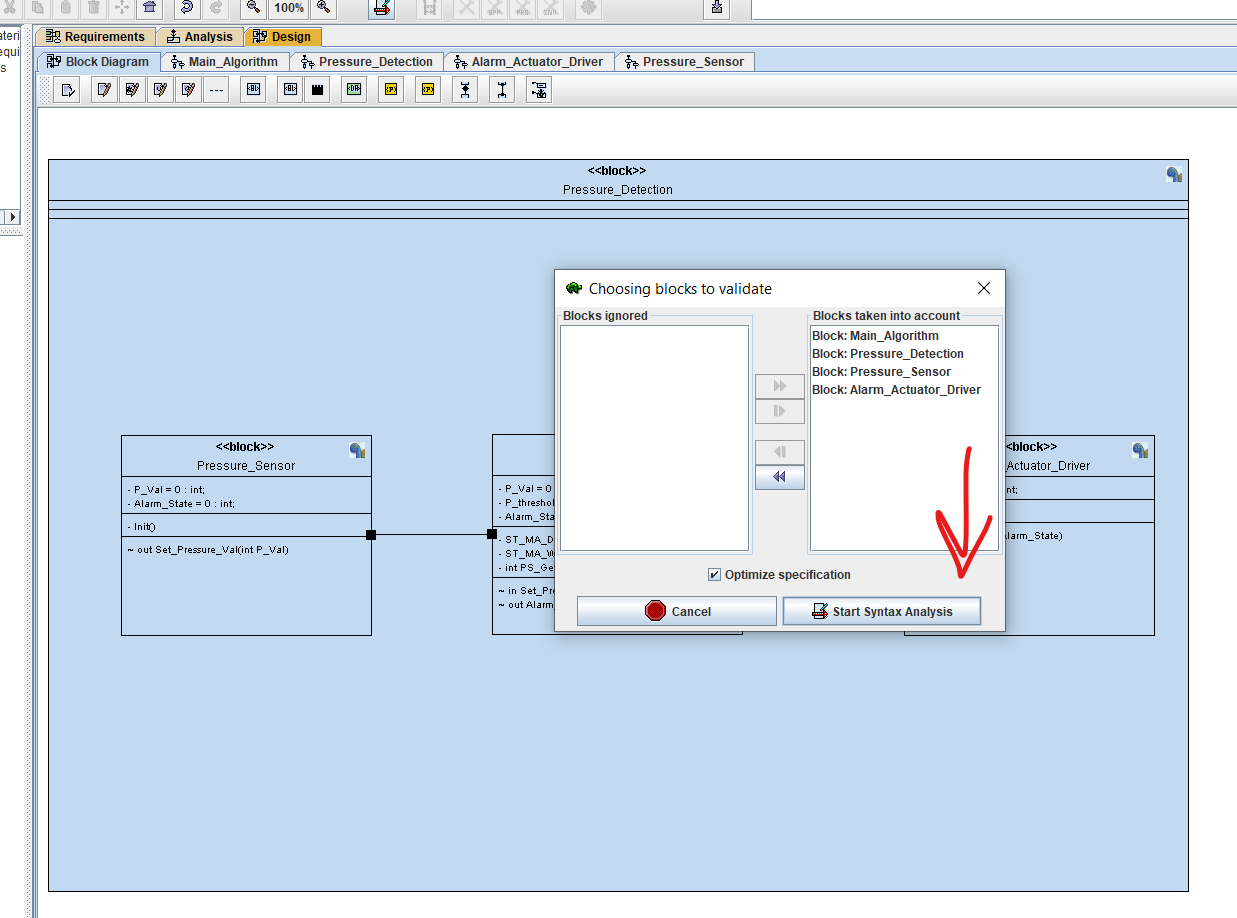 ateri
equi
s
100%
Requirements
Analysis
Design
Block Diagram
Main_Algorithm
Pressure_Detection
Alarm_Actuator_Driver
Pressure_Sensor
<<block>>
Pressure_Detection
Choosing blocks to validate
Blocks ignored
Blocks taken into account
Block: Main_Algorithm
Block: Pressure_Detection
Block: Pressure_Sensor
Block: Alarm_Actuator_Driver
Optimize specification
Cancel
Start Syntax Analysis
<<block>>
Pressure_Sensor
- P_Val = 0 : int;
- Alarm_State = 0 : int;
- Init()
~ out Set_Pressure_Val(int P_Val)
- P_Val = 0
- P_threshol
- Alarm_Sta
- ST_MA_D
- ST_MA_W
- int PS_Ge
~ in Set_Pre
~ out Alarm_
<block>>
Actuator_Driver
nt;
larm_State)